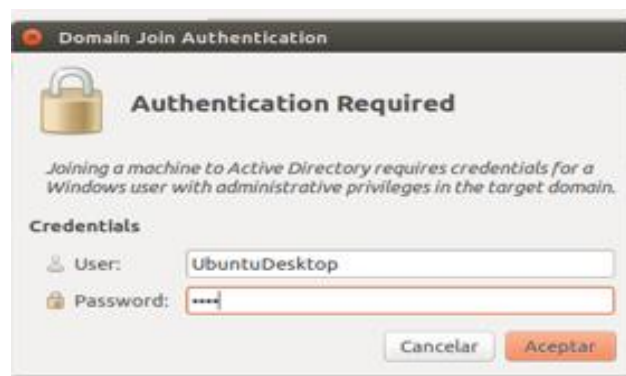 Domain Join Authentication
Authentication Required
Joining a machine to Active Directory requires credentials for a
Windows user with administrative privileges in the target domain.
Credentials
User: UbuntuDesktop
Password: ••••
Cancelar Aceptar